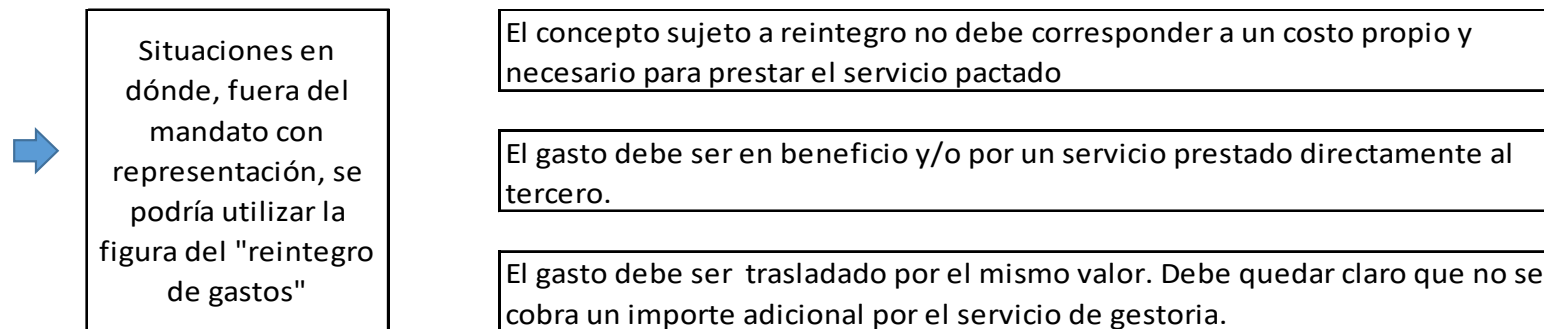 Situaciones en
dónde, fuera del
mandato con
representación, se
podría utilizar la
figura del "reintegro
de gastos"
El concepto sujeto a reintegro no debe corresponder a un costo propio y
necesario para prestar el servicio pactado
El gasto debe ser en beneficio y/o por un servicio prestado directamente al
tercero.
El gasto debe ser  trasladado por el mismo valor. Debe quedar claro que no se
cobra un importe adicional por el servicio de gestoria.